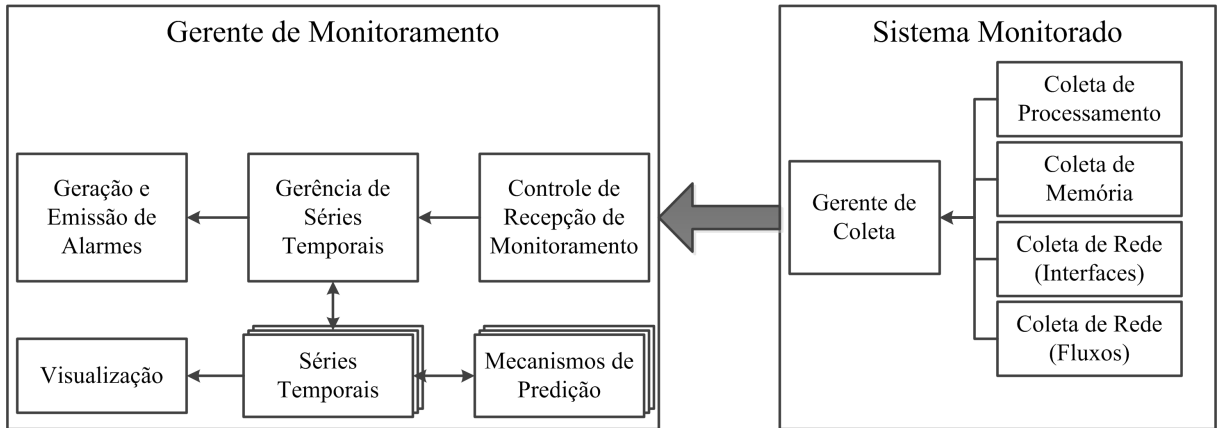 Gerente de Monitoramento
Geração e
Emissão de
Alarmes
Gerência de
Séries
Temporais
Controle de
Recepção de
Monitoramento
Visualização
Séries
Temporais
Mecanismos de
Predição
Sistema Monitorado
Gerente de
Coleta
Coleta de
Processamento
Coleta de
Memória
Coleta de Rede
(Interfaces)
Coleta de Rede
(Fluxos)